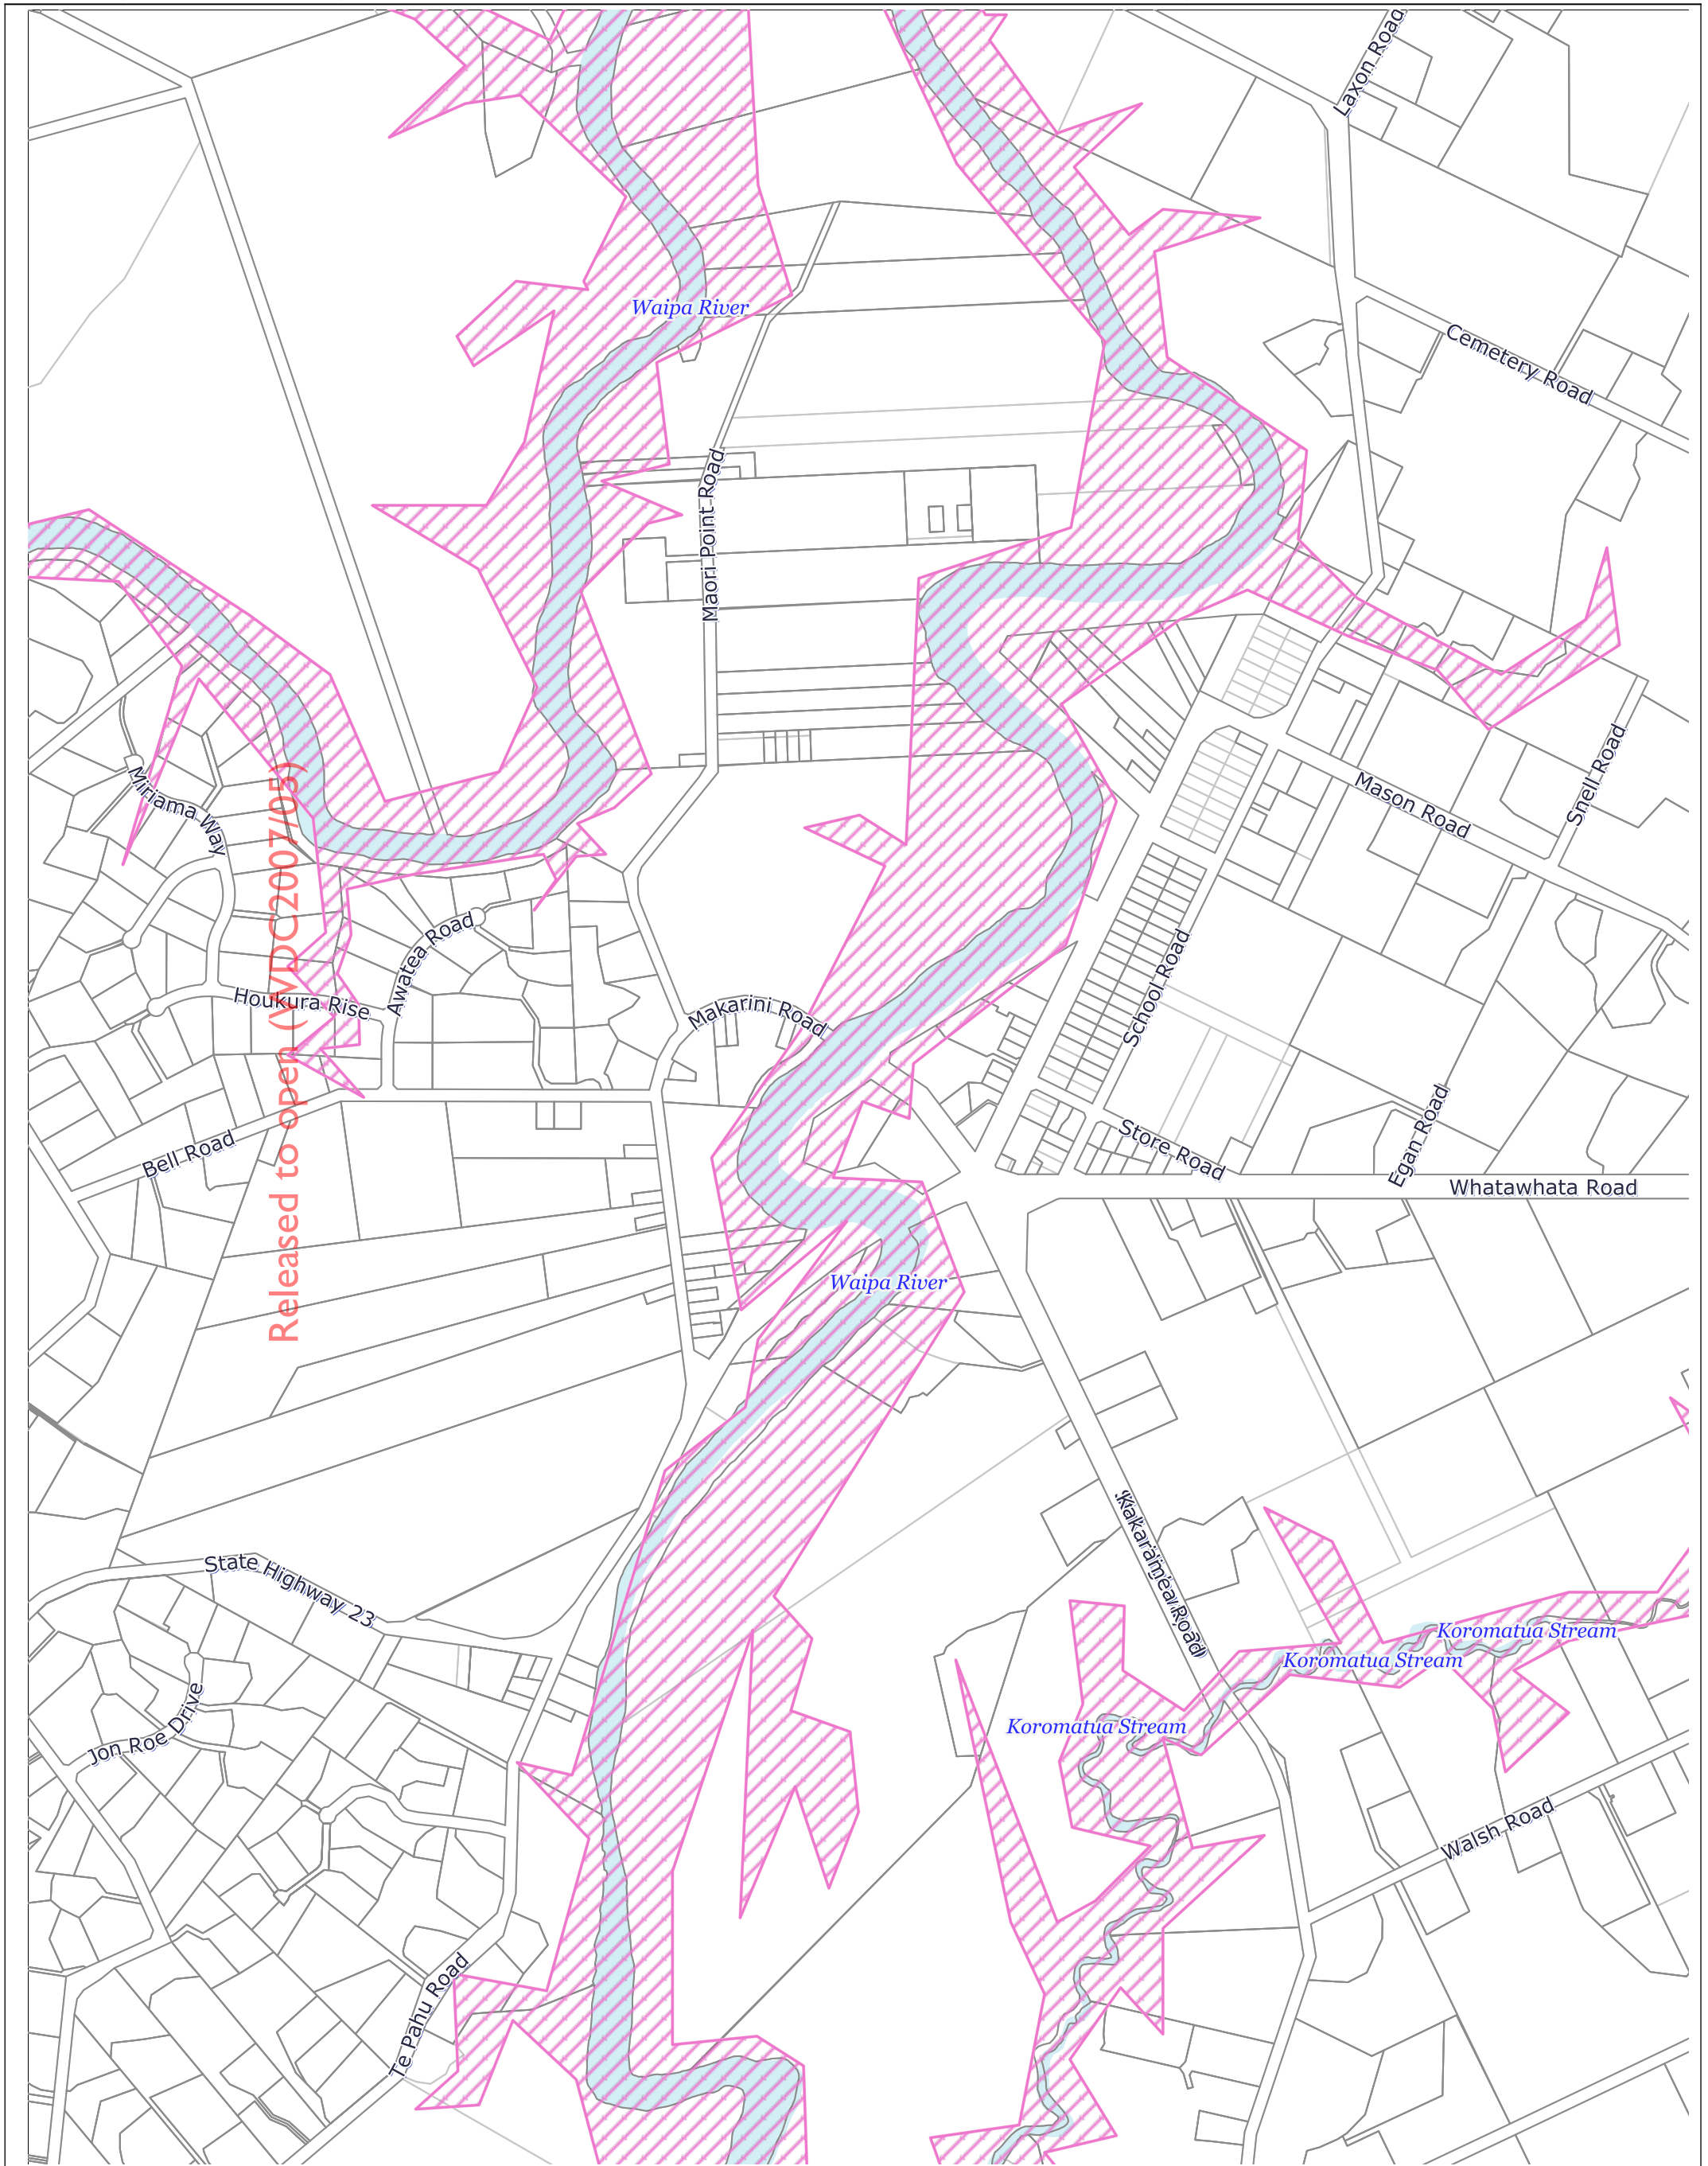 Laxon Road
Waipa River
Cemetery Road
Maori Point Road
Miriama Way
Snell Road
Mason Road
Awatea Road
School Road
Houkura Rise
Makarini Road
Released to open (WDC2007/05)
Bell Road
Store Road
Egan Road
Whatawhata Road
Waipa River
State Highway 23
Kakaramea Road
Koromatua Stream
Koromatua Stream
Koromatua Stream
Jon Roe Drive
Walsh Road
Te Pahu Road